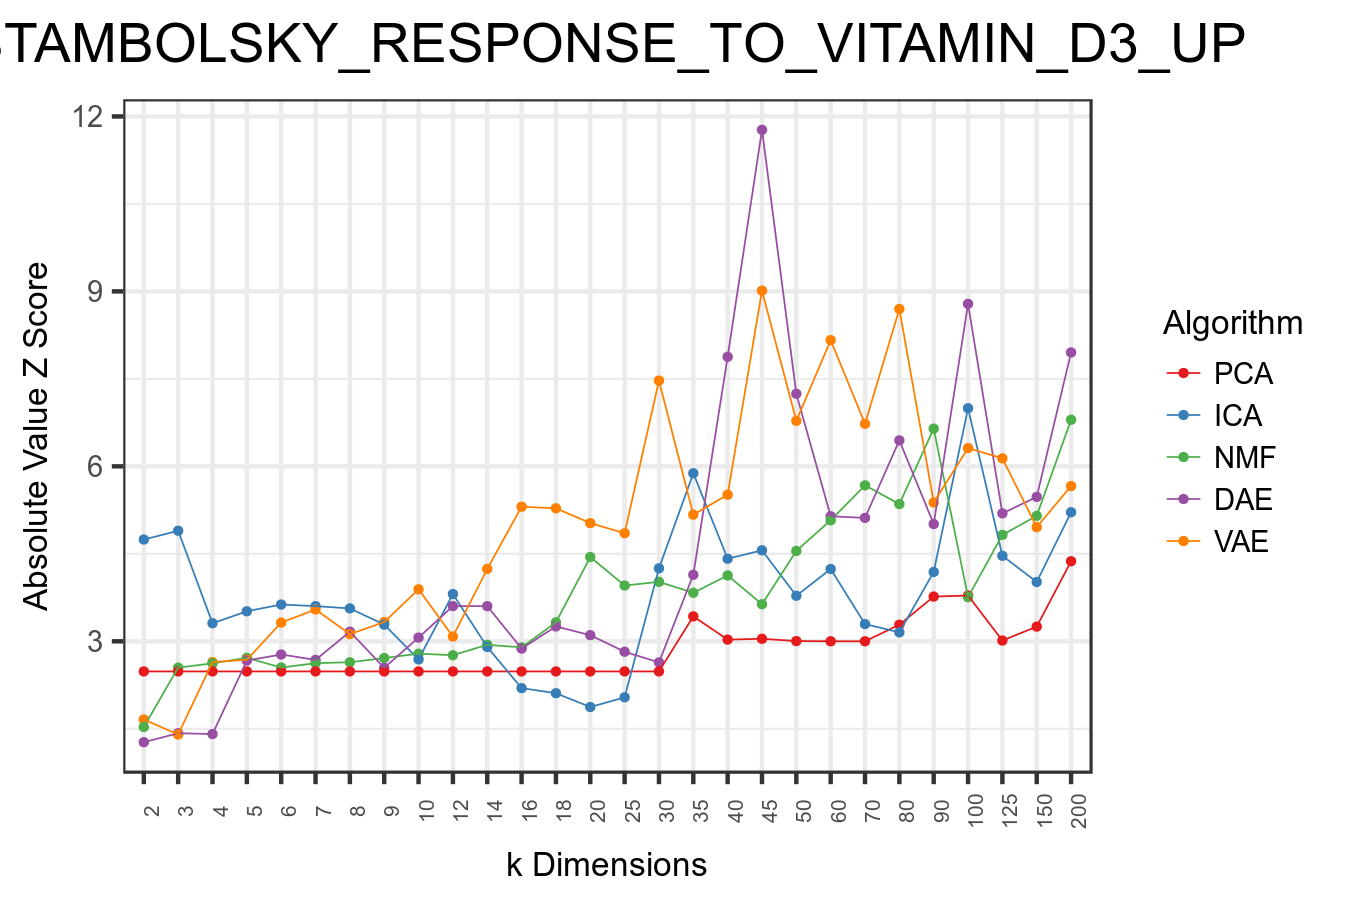 STAMBOLSKY_RESPONSE_TO_VITAMIN_D3_UP
12
9
6
3
Absolute Value Z Score
2 3 4 5 6 7 8 9 10 12 14 16 18 20 25 30 35 40 45 50 60 70 80 90 100 125 150 200
k Dimensions
Algorithm
PCA
ICA
NMF
DAE
VAE